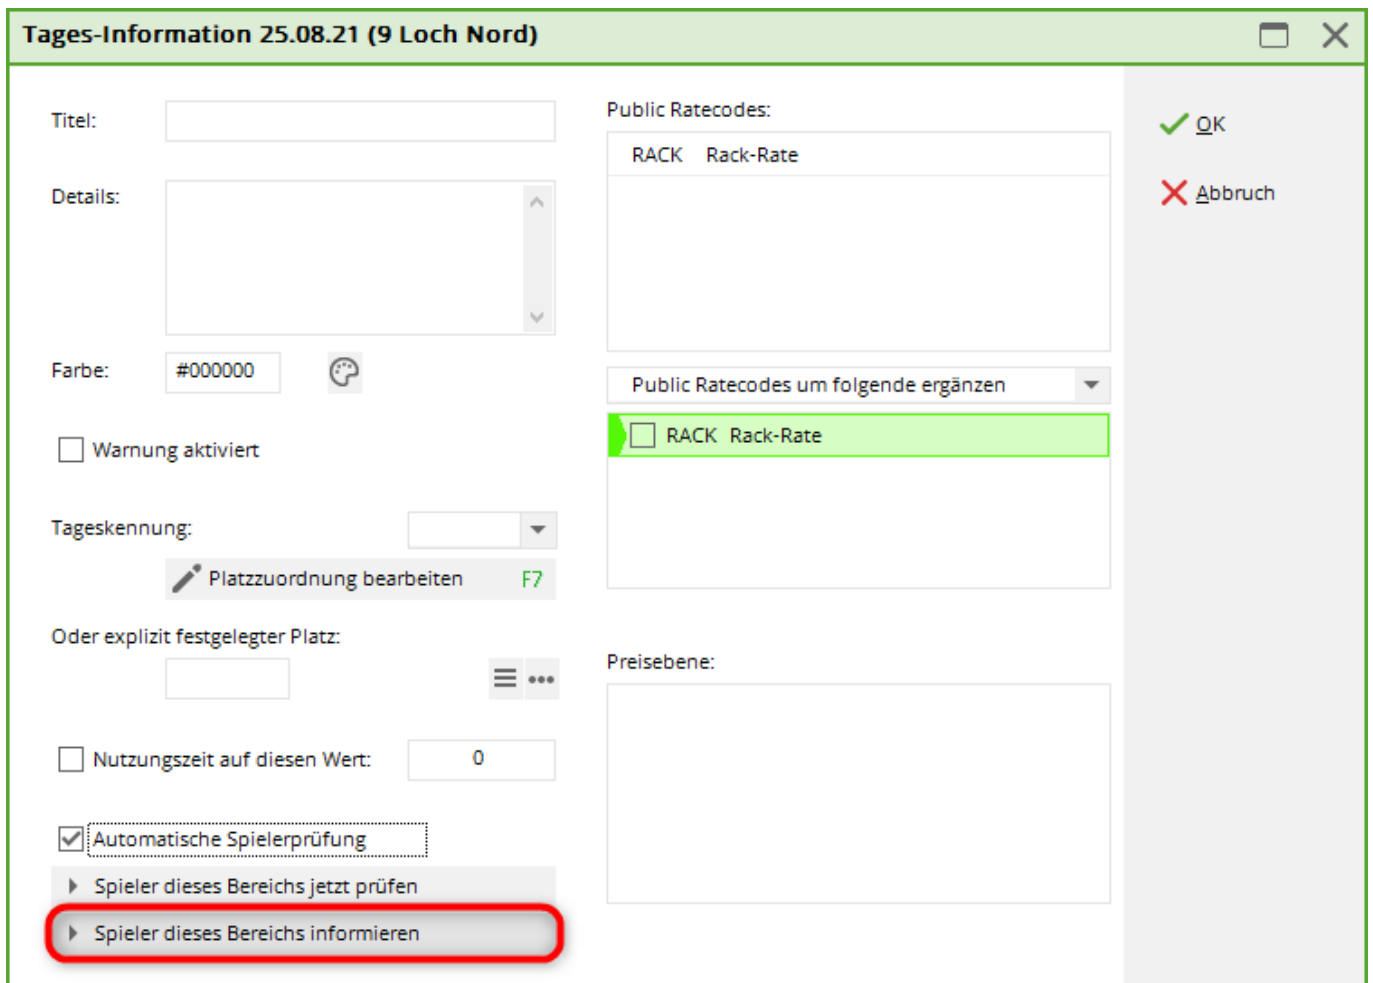 Tages-Information 25.08.21 (9 Loch Nord)
Titel:
Details:
Farbe: #000000
Warnung aktiviert
Tageskennung:
Platzzuordnung bearbeiten F7
Oder explizit festgelegter Platz:
Nutzungszeit auf diesen Wert: 0
Automatische Spielerprüfung
Spieler dieses Bereichs jetzt prüfen
Spieler dieses Bereichs informieren
Public Ratecodes:
RACK Rack-Rate
Public Ratecodes um folgende ergänzen
RACK Rack-Rate
Preisebene:
OK
Abbruch